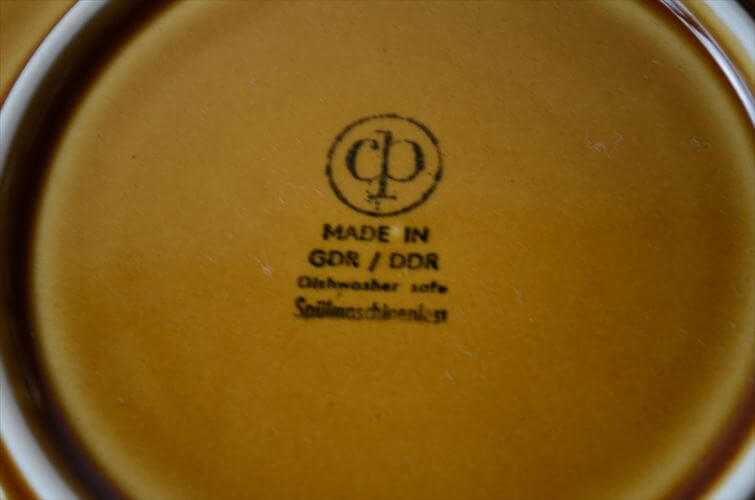 cp
MADE IN
GDR / DDR
Dishwasher safe
Spülmaschinenfest